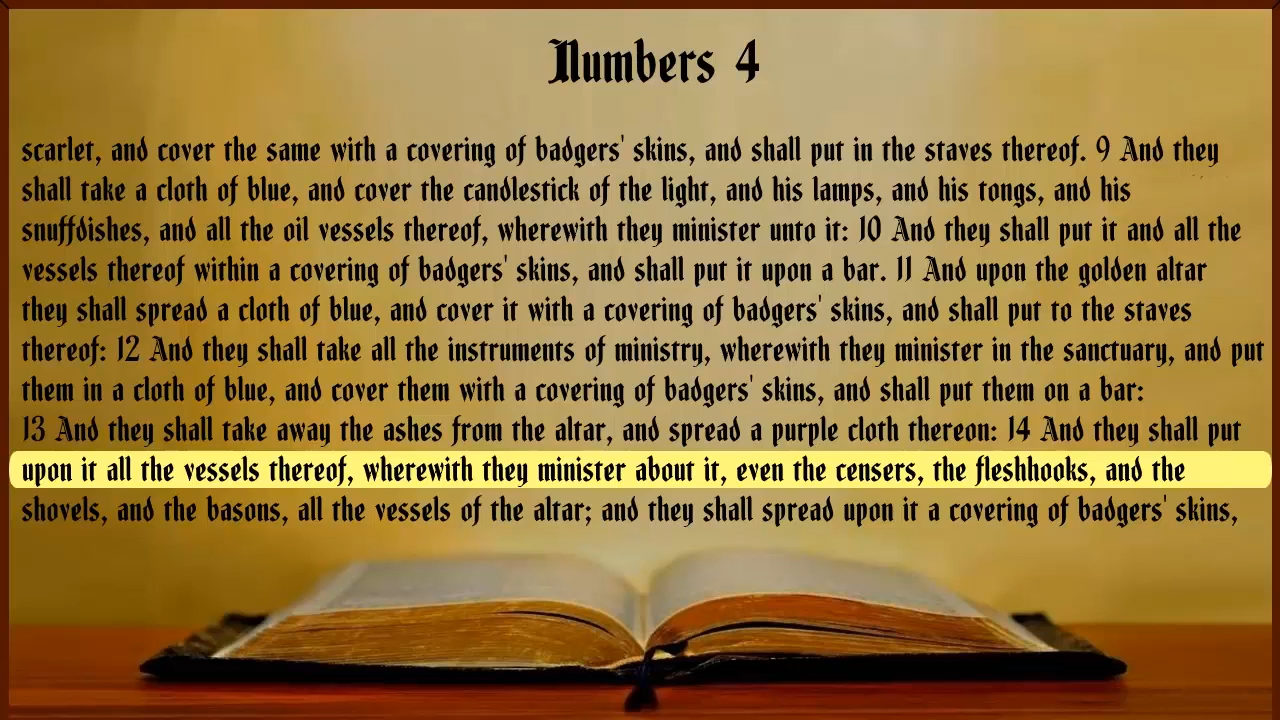 Numbers 4
scarlet, and cover the same with a covering of badgers' skins, and shall put in the staves thereof. 9 And they
shall take a cloth of blue, and cover the candlestick of the light, and his lamps, and his tongs, and his
snuffdishes, and all the oil vessels thereof, wherewith they minister unto it: 10 And they shall put it and all the
vessels thereof within a covering of badgers' skins, and shall put it upon a bar. 11 And upon the golden altar
they shall spread a cloth of blue, and cover it with a covering of badgers' skins, and shall put to the staves
thereof: 12 And they shall take all the instruments of ministry, wherewith they minister in the sanctuary, and put
them in a cloth of blue, and cover them with a covering of badgers' skins, and shall put them on a bar:
13 And they shall take away the ashes from the altar, and spread a purple cloth thereon: 14 And they shall put
upon it all the vessels thereof, wherewith they minister about it, even the censers, the fleshhooks, and the
shovels, and the basons, all the vessels of the altar; and they shall spread upon it a covering of badgers' skins,